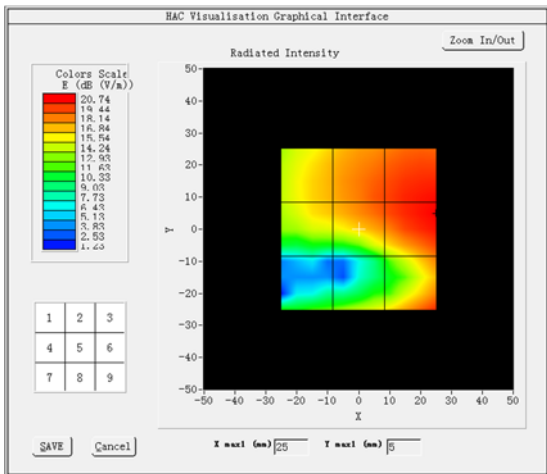 HAC Visualisation Graphical Interface
Zoom In/Out
Radiated Intensity
Colors Scale
E (dB (V/m))
20.74
19.44
18.14
16.84
15.54
14.24
12.93
11.63
10.33
9.03
7.73
6.43
5.13
3.83
2.53
1.23
50
40
30
20
10
0
-10
-20
-30
-40
-50
Y
-50 -40 -30 -20 -10 0 10 20 30 40 50
X
1 2 3
4 5 6
7 8 9
SAVE
Cancel
X max1 (mm) 25
Y max1 (mm) 5